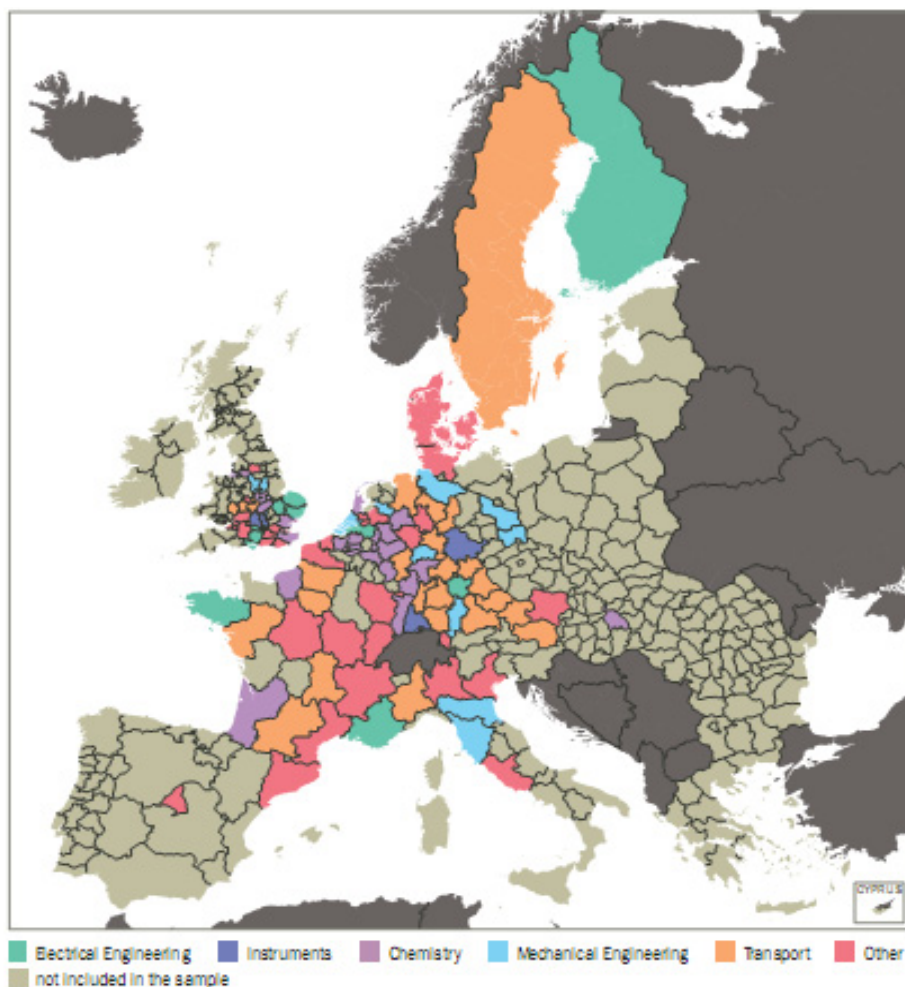 CYPRUS
Electrical Engineering Instruments Chemistry Mechanical Engineering Transport Other
not included in the sample